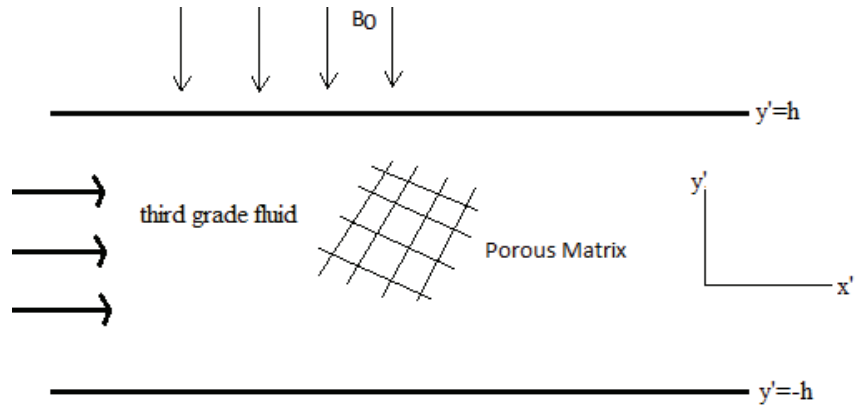 B0
y'=h
y'
third grade fluid
Porous Matrix
x'
y'=-h